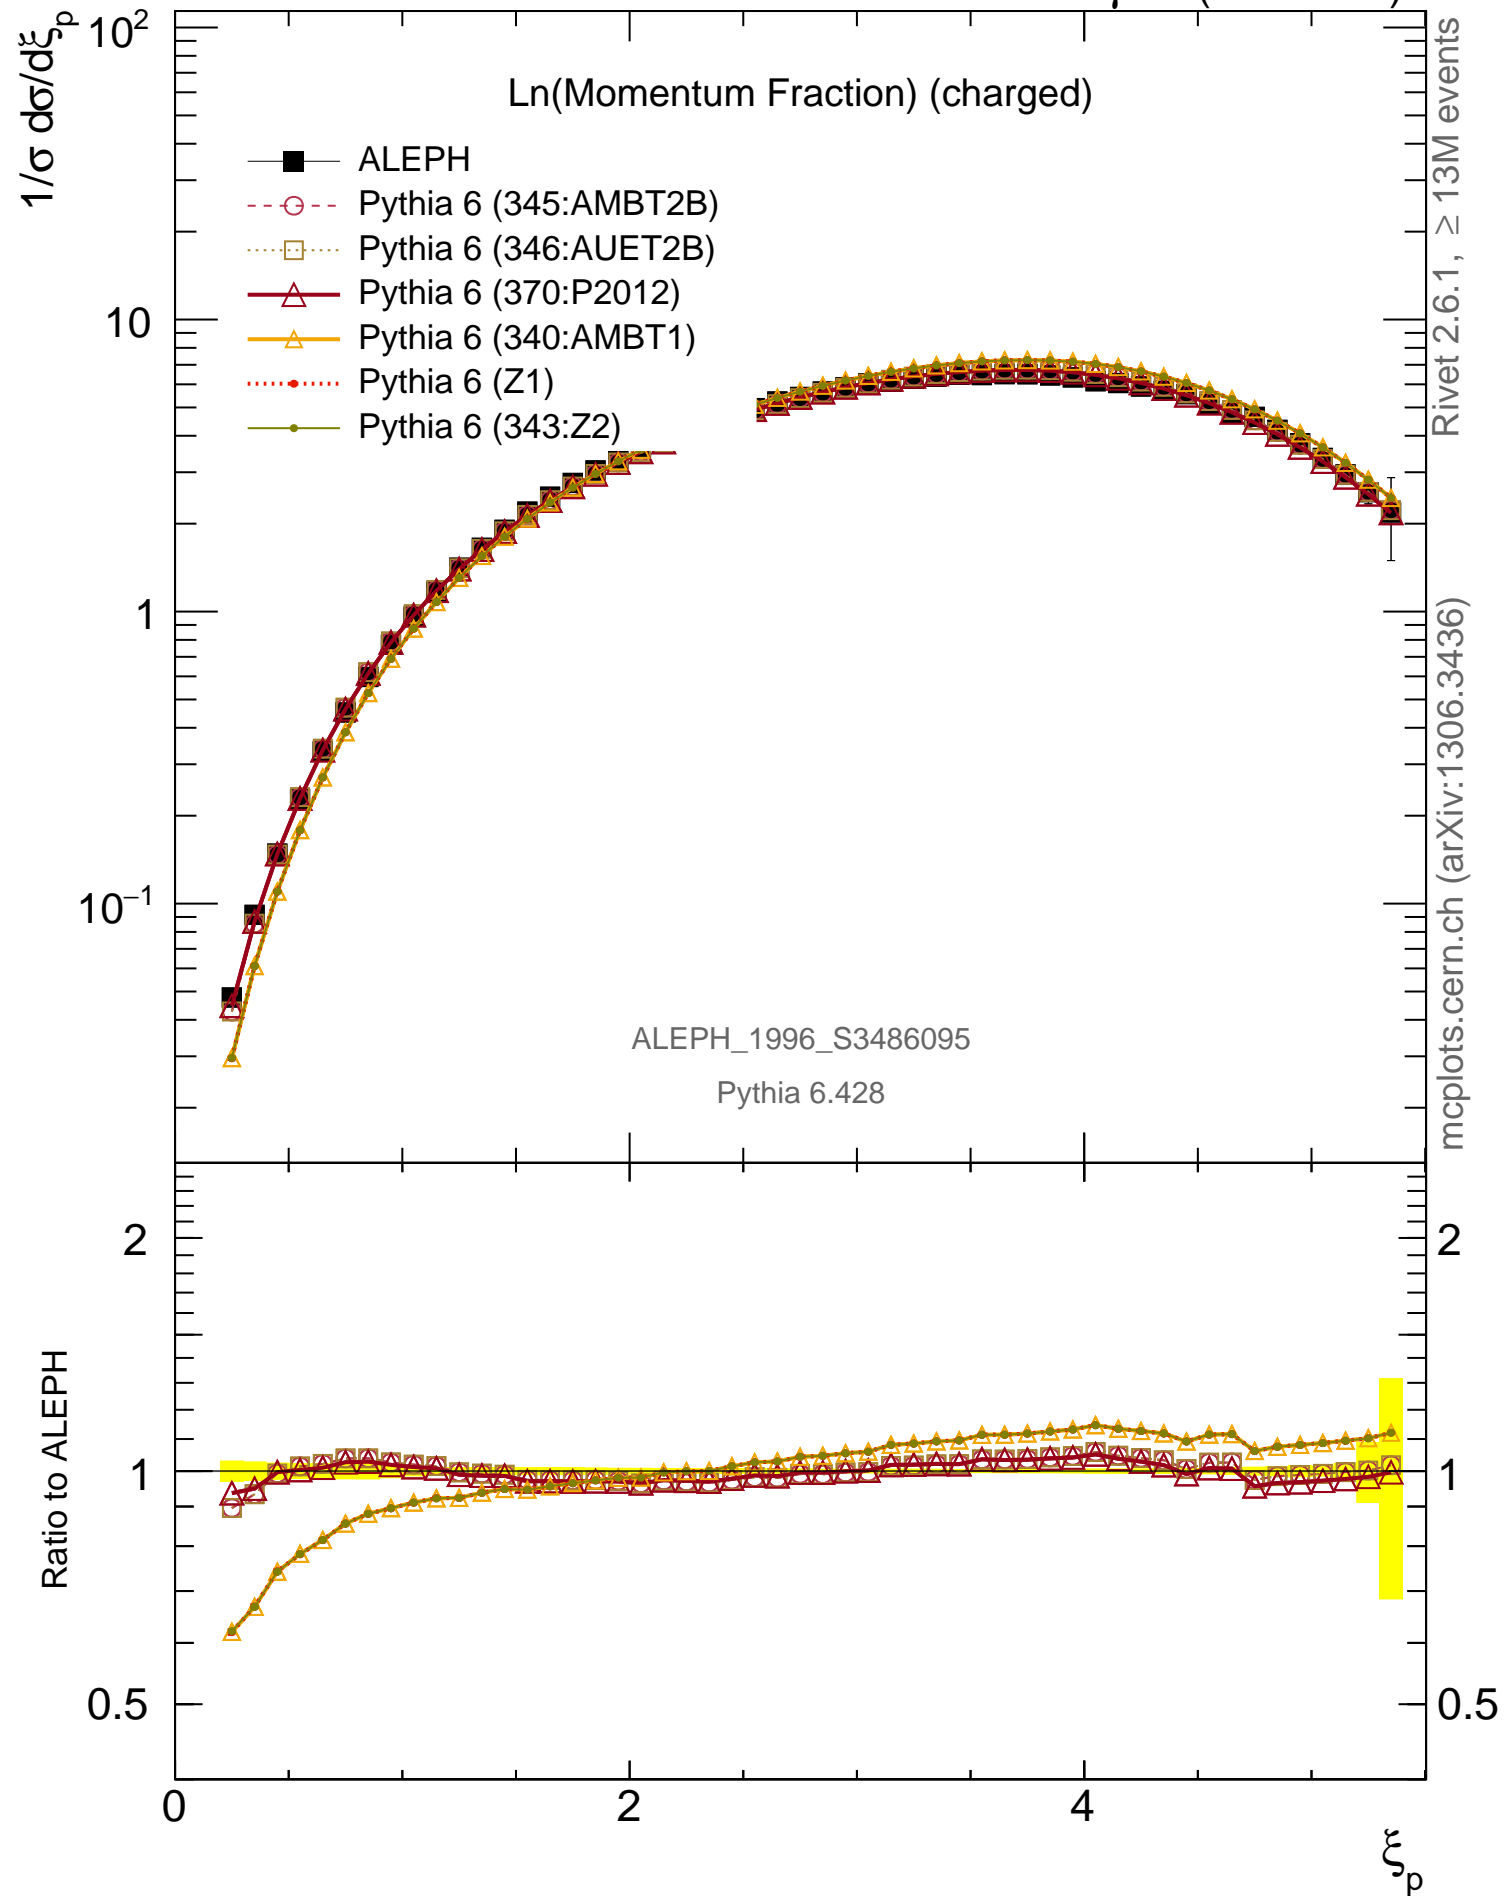 1/σ dσ/dξ_p
10²
10
1
10⁻¹
Ln(Momentum Fraction) (charged)
ALEPH
Pythia 6 (345:AMBT2B)
Pythia 6 (346:AUET2B)
Pythia 6 (370:P2012)
Pythia 6 (340:AMBT1)
Pythia 6 (Z1)
Pythia 6 (343:Z2)
ALEPH_1996_S3486095
Pythia 6.428
Rivet 2.6.1, ≥ 13M events
mcplots.cern.ch (arXiv:1306.3436)
Ratio to ALEPH
2
1
0.5
2
1
0.5
0
2
4
ξ_p